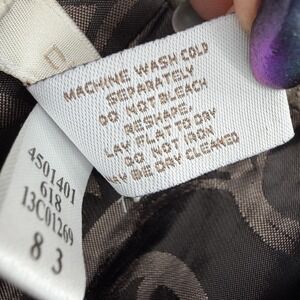 MACHINE WASH COLD
SEPARATELY
DO NOT BLEACH
RESHAPE,
LAY FLAT TO DRY
DO NOT IRON
MAY BE DRY CLEANED
4501401
618
13C01269
8 3